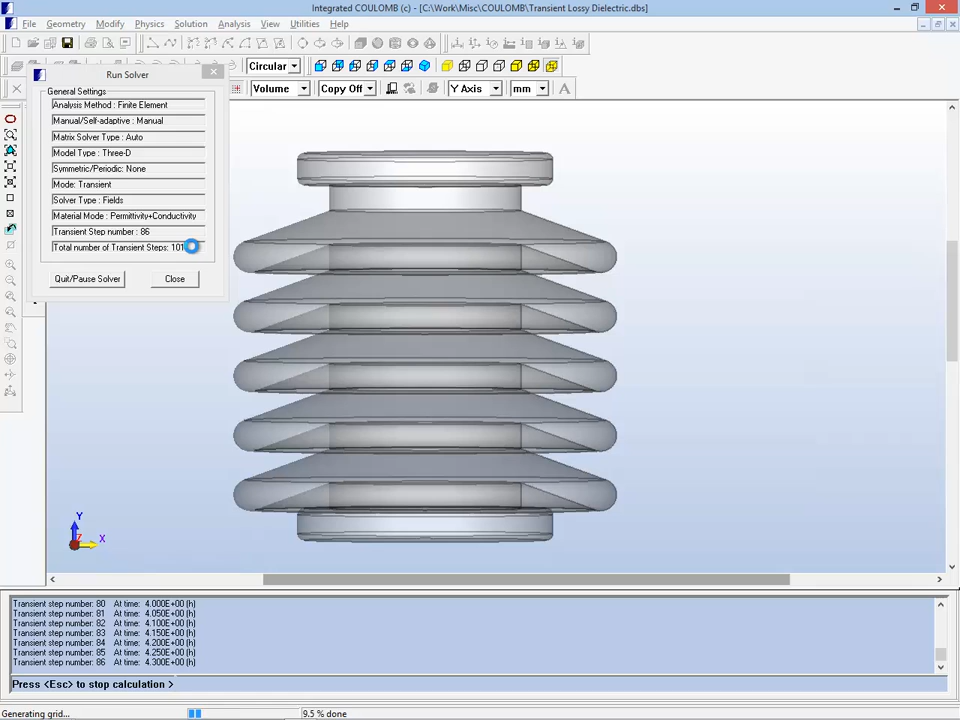 Integrated COULOMB (c) - [C:\Work\Misc\COULOMB\Transient Lossy Dielectric.dbs]
File Geometry Modify Physics Solution Analysis View Utilities Help
Run Solver
Circular
Volume Copy Off Y Axis mm A
General Settings
Analysis Method : Finite Element
Manual/Self-adaptive : Manual
Matrix Solver Type : Auto
Model Type : Three-D
Symmetric/Periodic: None
Mode: Transient
Solver Type : Fields
Material Mode : Permittivity+Conductivity
Transient Step number : 86
Total number of Transient Steps: 101
Quit/Pause Solver Close
Y
Z X
Transient step number: 80 At time: 4.000E+00 (h)
Transient step number: 81 At time: 4.050E+00 (h)
Transient step number: 82 At time: 4.100E+00 (h)
Transient step number: 83 At time: 4.150E+00 (h)
Transient step number: 84 At time: 4.200E+00 (h)
Transient step number: 85 At time: 4.250E+00 (h)
Transient step number: 86 At time: 4.300E+00 (h)
Press <Esc> to stop calculation >
Generating grid... 9.5 % done